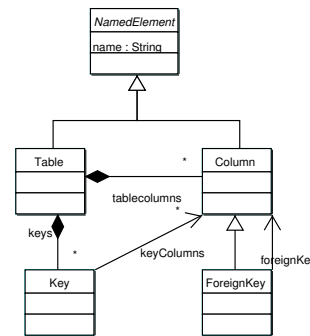 NamedElement
name : String
Table
*
Column
tablecolumns
*
keys
foreignKe
keyColumns
*
Key
ForeignKey